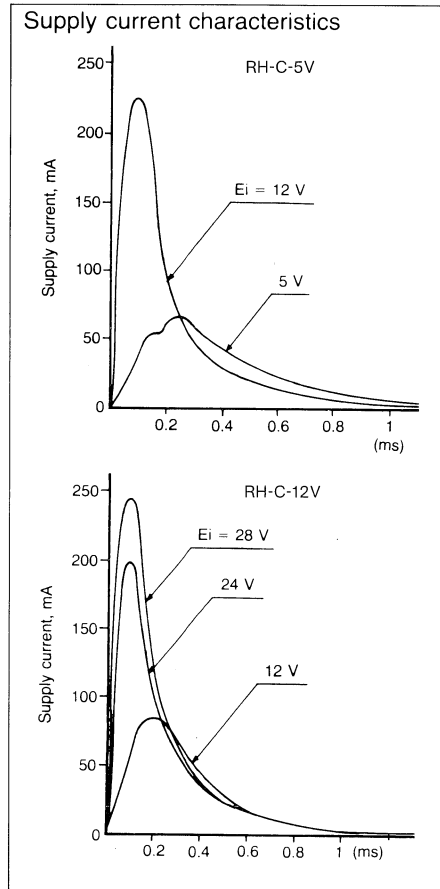 Supply current characteristics
RH-C-5V
Supply current, mA
250
200
150
100
50
0
Ei = 12 V
5 V
0.2 0.4 0.6 0.8 1
(ms)
RH-C-12V
Supply current, mA
250
200
150
100
50
0
Ei = 28 V
24 V
12 V
0.2 0.4 0.6 0.8 1 (ms)